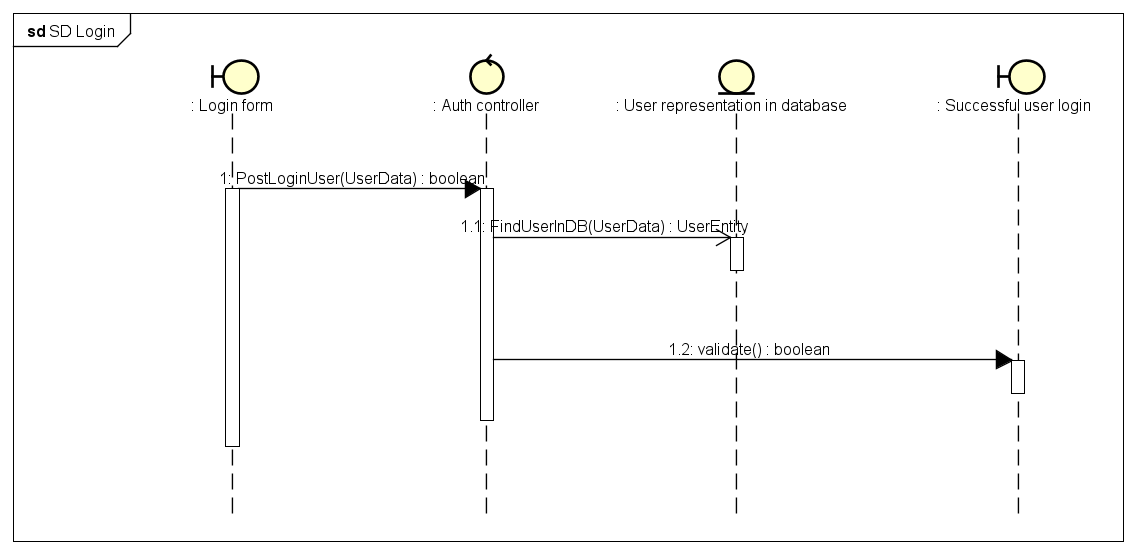 sd SD Login
: Login form
: Auth controller
: User representation in database
: Successful user login
1: PostLoginUser(UserData) : boolean
1.1: FindUserInDB(UserData) : UserEntity
1.2: validate() : boolean